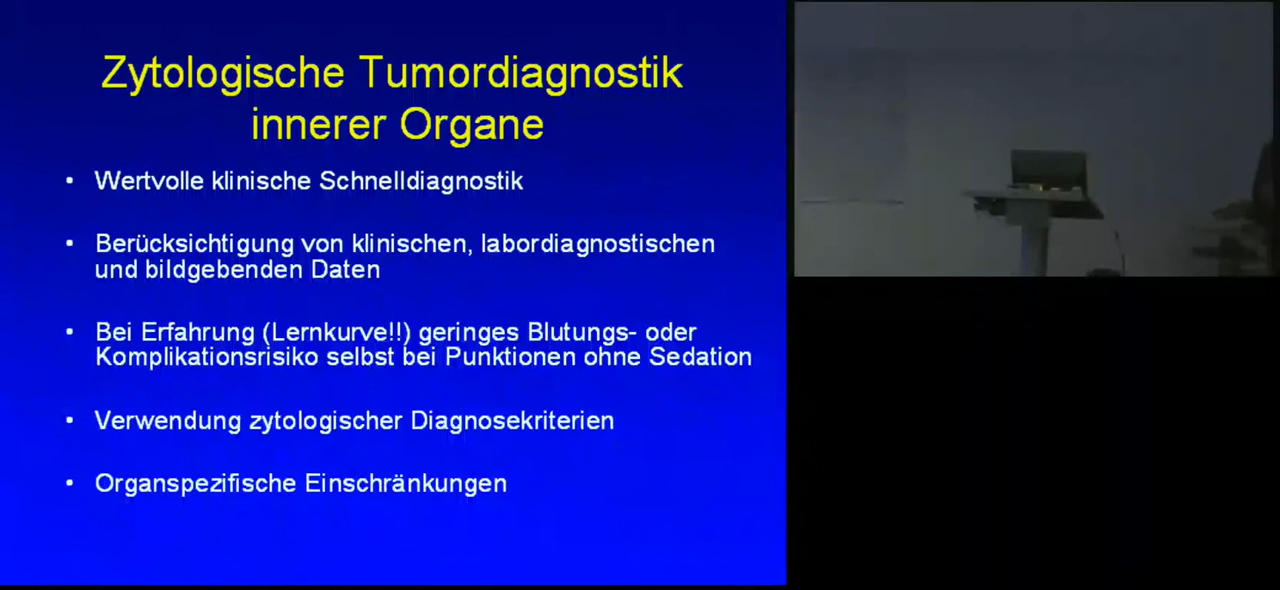 Zytologische Tumordiagnostik
innerer Organe
• Wertvolle klinische Schnelldiagnostik
• Berücksichtigung von klinischen, labordiagnostischen
und bildgebenden Daten
• Bei Erfahrung (Lernkurve!!) geringes Blutungs- oder
Komplikationsrisiko selbst bei Punktionen ohne Sedation
• Verwendung zytologischer Diagnosekriterien
• Organspezifische Einschränkungen